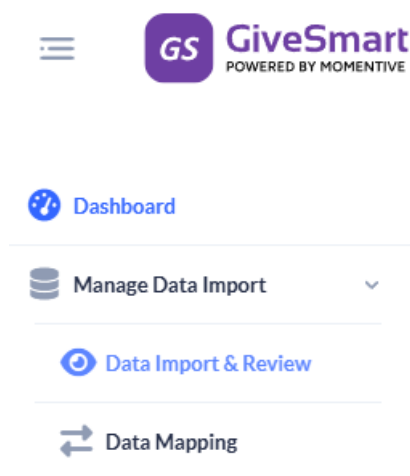 GS
GiveSmart
POWERED BY MOMENTIVE
Dashboard
Manage Data Import
Data Import & Review
Data Mapping